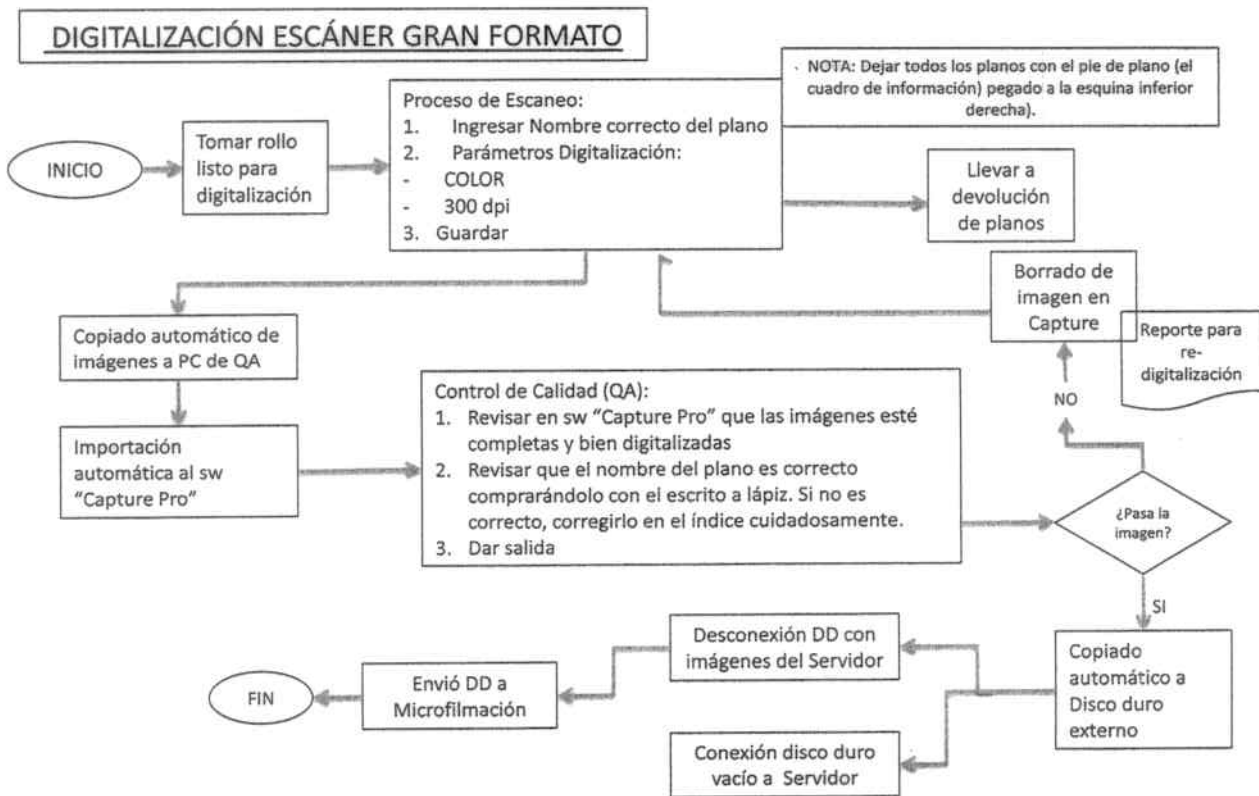 DIGITALIZACIÓN ESCÁNER GRAN FORMATO
· NOTA: Dejar todos los planos con el pie de plano (el
cuadro de información) pegado a la esquina inferior
derecha).
INICIO
Tomar rollo
listo para
digitalización
Proceso de Escaneo:
1. Ingresar Nombre correcto del plano
2. Parámetros Digitalización:
- COLOR
- 300 dpi
3. Guardar
Llevar a
devolución
de planos
Borrado de
imagen en
Capture
Reporte para
re-
digitalización
NO
Copiado automático de
imágenes a PC de QA
Importación
automática al sw
“Capture Pro”
Control de Calidad (QA):
1. Revisar en sw “Capture Pro” que las imágenes esté
completas y bien digitalizadas
2. Revisar que el nombre del plano es correcto
comprarándolo con el escrito a lápiz. Si no es
correcto, corregirlo en el índice cuidadosamente.
3. Dar salida
¿Pasa la
imagen?
SI
Copiado
automático a
Disco duro
externo
Desconexión DD con
imágenes del Servidor
Conexión disco duro
vacío a Servidor
Envió DD a
Microfilmación
FIN